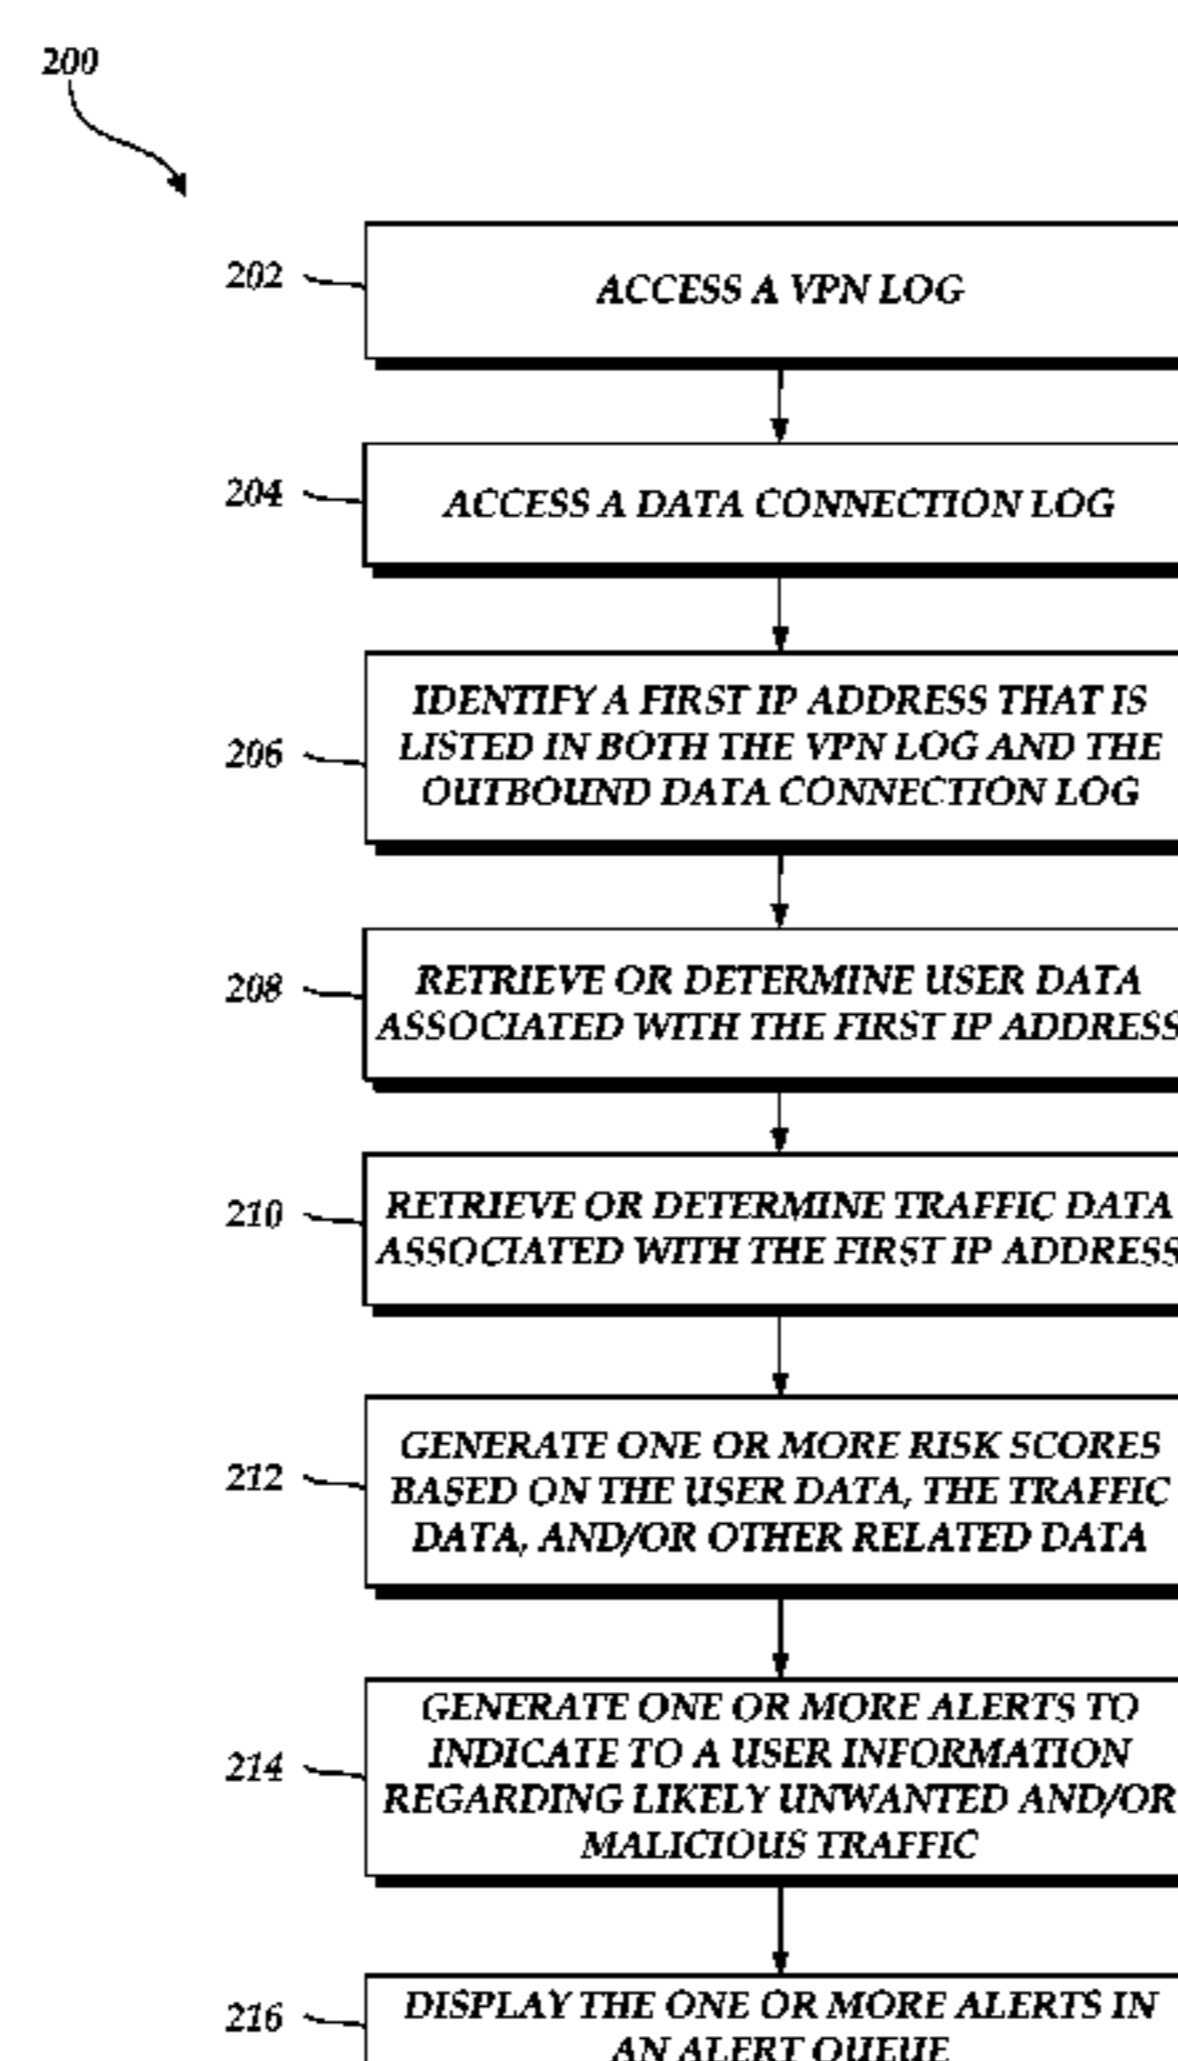 200
202
ACCESS A VPN LOG
204
ACCESS A DATA CONNECTION LOG
206
IDENTIFY A FIRST IP ADDRESS THAT IS
LISTED IN BOTH THE VPN LOG AND THE
OUTBOUND DATA CONNECTION LOG
208
RETRIEVE OR DETERMINE USER DATA
ASSOCIATED WITH THE FIRST IP ADDRESS
210
RETRIEVE OR DETERMINE TRAFFIC DATA
ASSOCIATED WITH THE FIRST IP ADDRESS
212
GENERATE ONE OR MORE RISK SCORES
BASED ON THE USER DATA, THE TRAFFIC
DATA, AND/OR OTHER RELATED DATA
214
GENERATE ONE OR MORE ALERTS TO
INDICATE TO A USER INFORMATION
REGARDING LIKELY UNWANTED AND/OR
MALICIOUS TRAFFIC
216
DISPLAY THE ONE OR MORE ALERTS IN
AN ALERT QUEUE